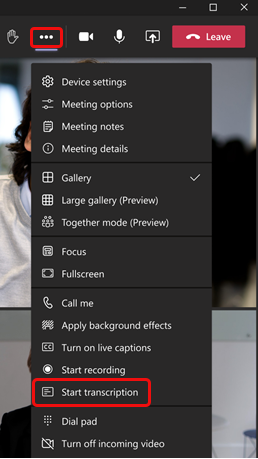 Leave
Device settings
Meeting options
Meeting notes
Meeting details
Gallery
Large gallery (Preview)
Together mode (Preview)
Focus
Fullscreen
Call me
Apply background effects
CC Turn on live captions
Start recording
Start transcription
Dial pad
Turn off incoming video